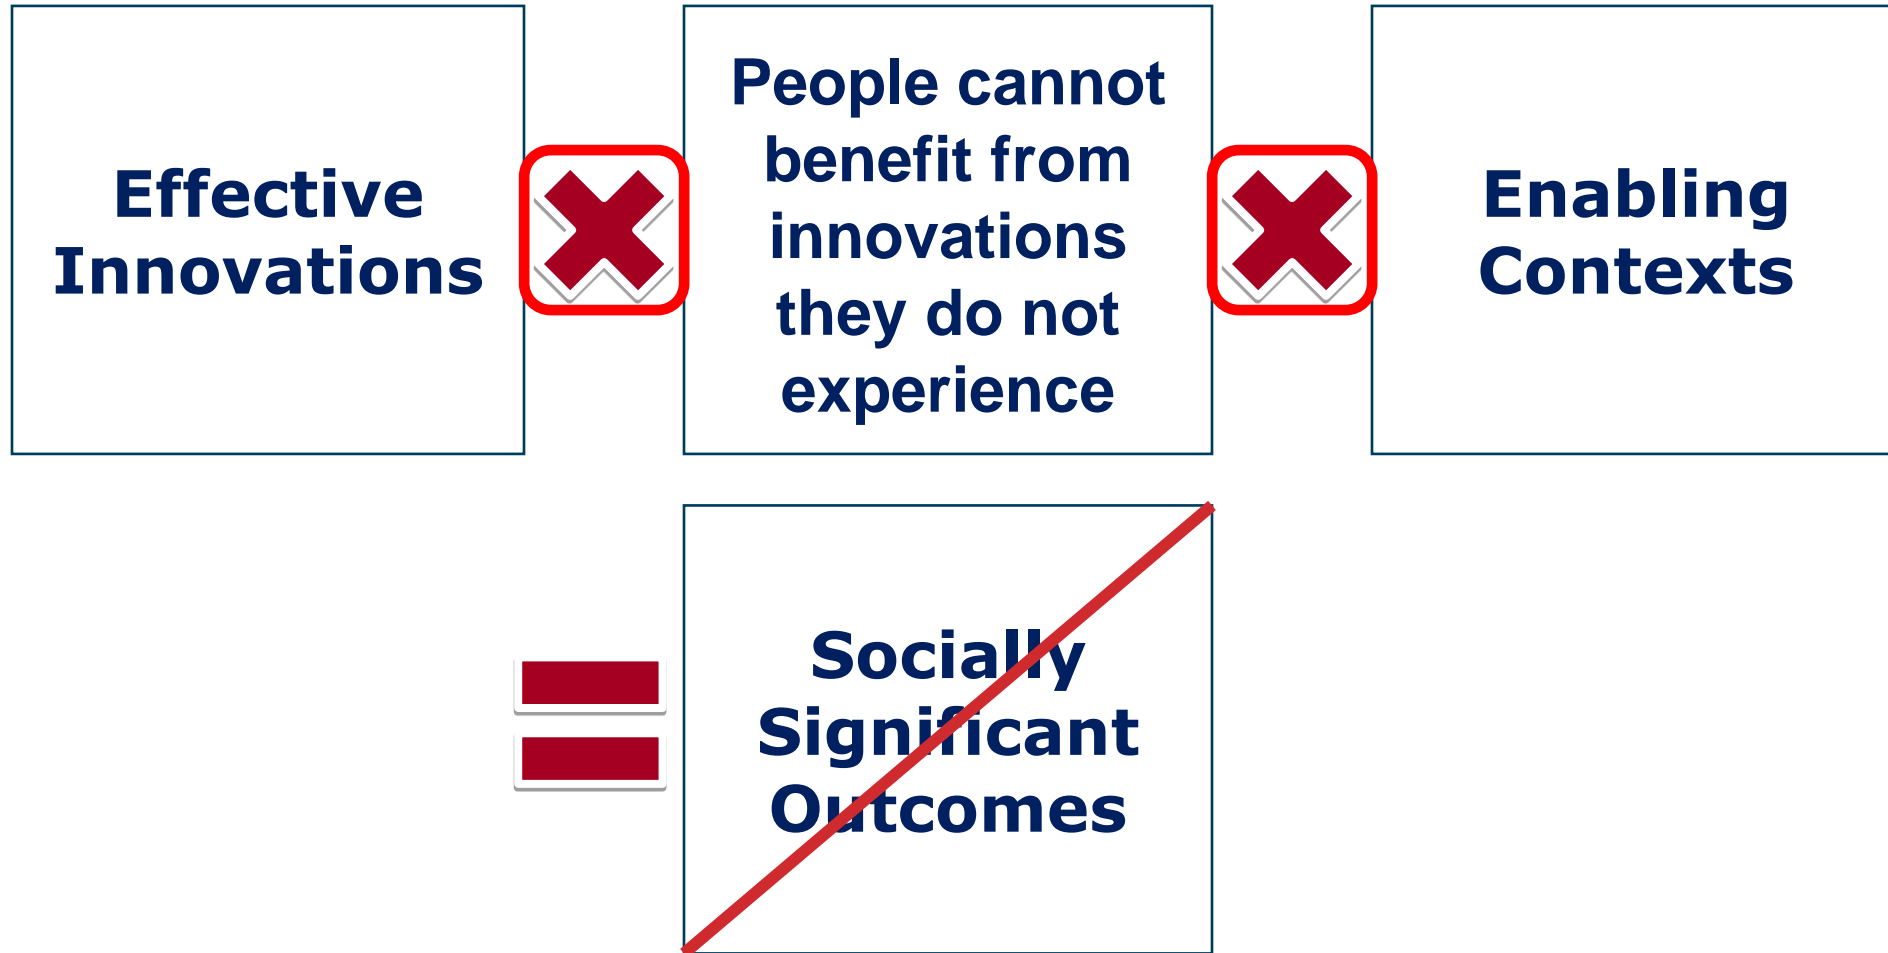 Effective
Innovations
People cannot
benefit from
innovations
they do not
experience
Enabling
Contexts
Socially
Significant
Outcomes